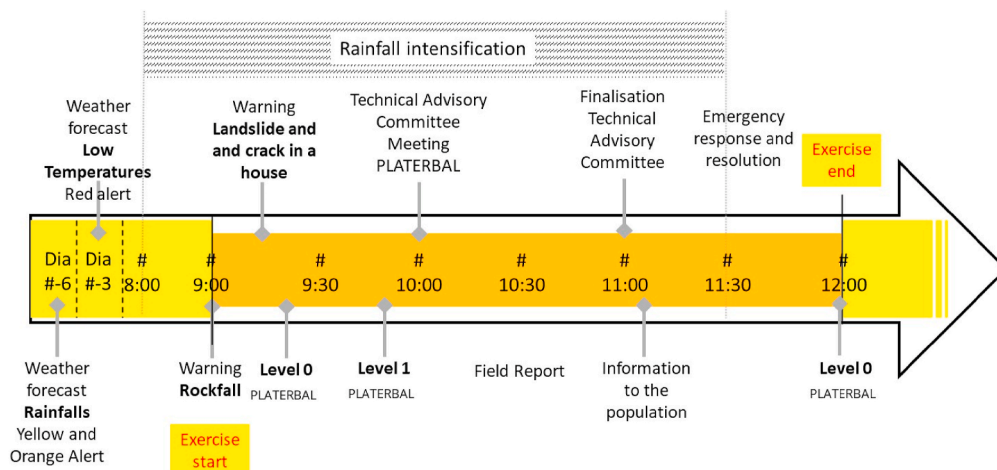 Rainfall intensification
Weather
forecast
Low
Temperatures
Red alert
Warning
Landslide and
and crack in a
house
Technical Advisory
Committee
Meeting
PLATERBAL
Finalisation
Technical
Advisory
Committee
Emergency
response and
resolution
Exercise
end
Dia
#-6
Dia
#-3
#
8:00
#
9:00
#
9:30
#
10:00
#
10:30
#
11:00
#
11:30
#
12:00
Weather
forecast
Rainfalls
Yellow and
Orange Alert
Warning
Rockfall
Exercise
start
Level 0
PLATERBAL
Level 1
PLATERBAL
Field Report
Information
to the
population
Level 0
PLATERBAL